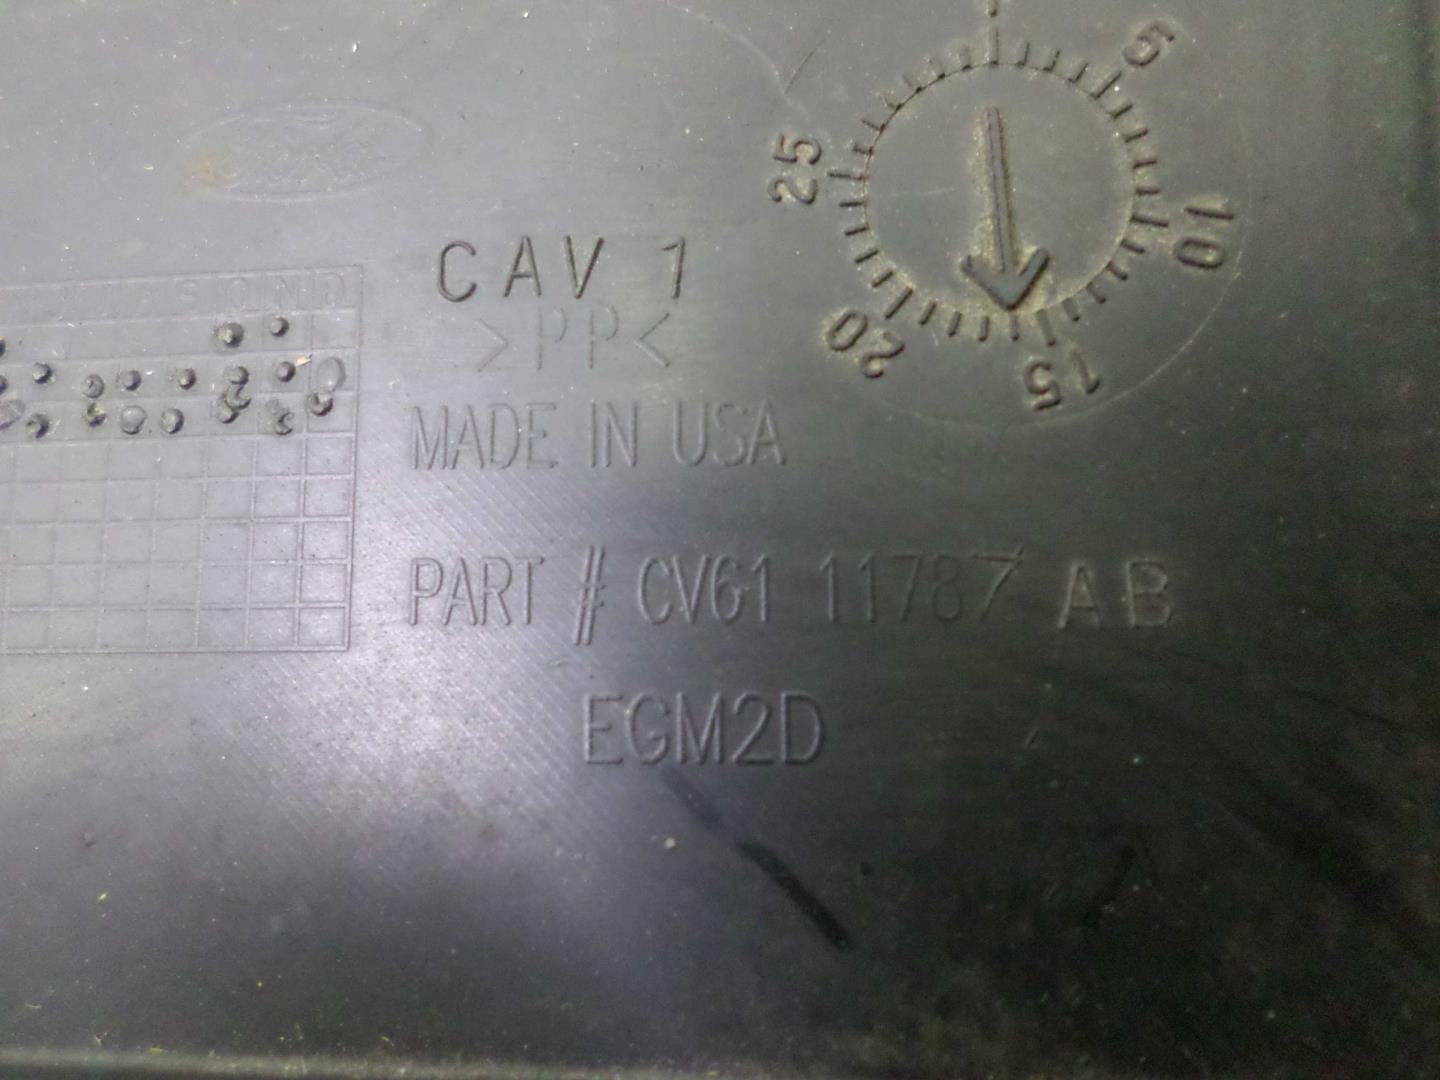 5
25
10
CAV 1
>PP<
20
15
MADE IN USA
PART # CV61 11787 AB
EGM2D